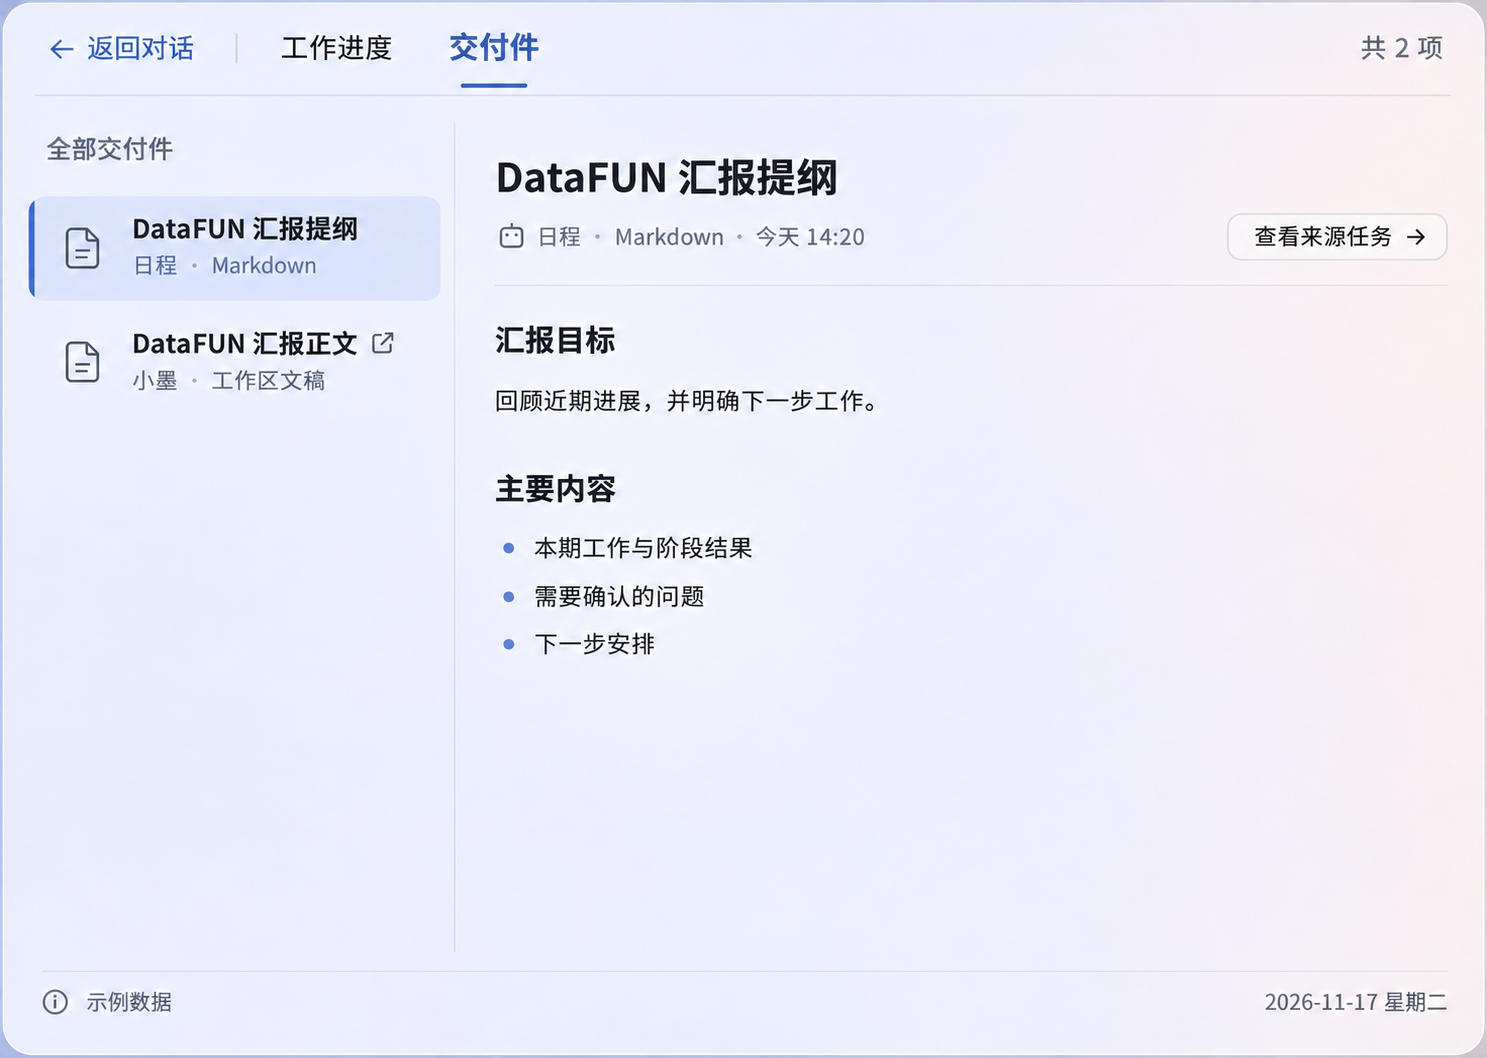 返回对话
工作进度
交付件
共 2 项
全部交付件
DataFUN 汇报提纲
日程 · Markdown
DataFUN 汇报正文
小墨 · 工作区文稿
DataFUN 汇报提纲
日程 · Markdown · 今天 14:20
查看来源任务 →
汇报目标
回顾近期进展，并明确下一步工作。
主要内容
• 本期工作与阶段结果
• 需要确认的问题
• 下一步安排
示例数据
2026-11-17 星期二